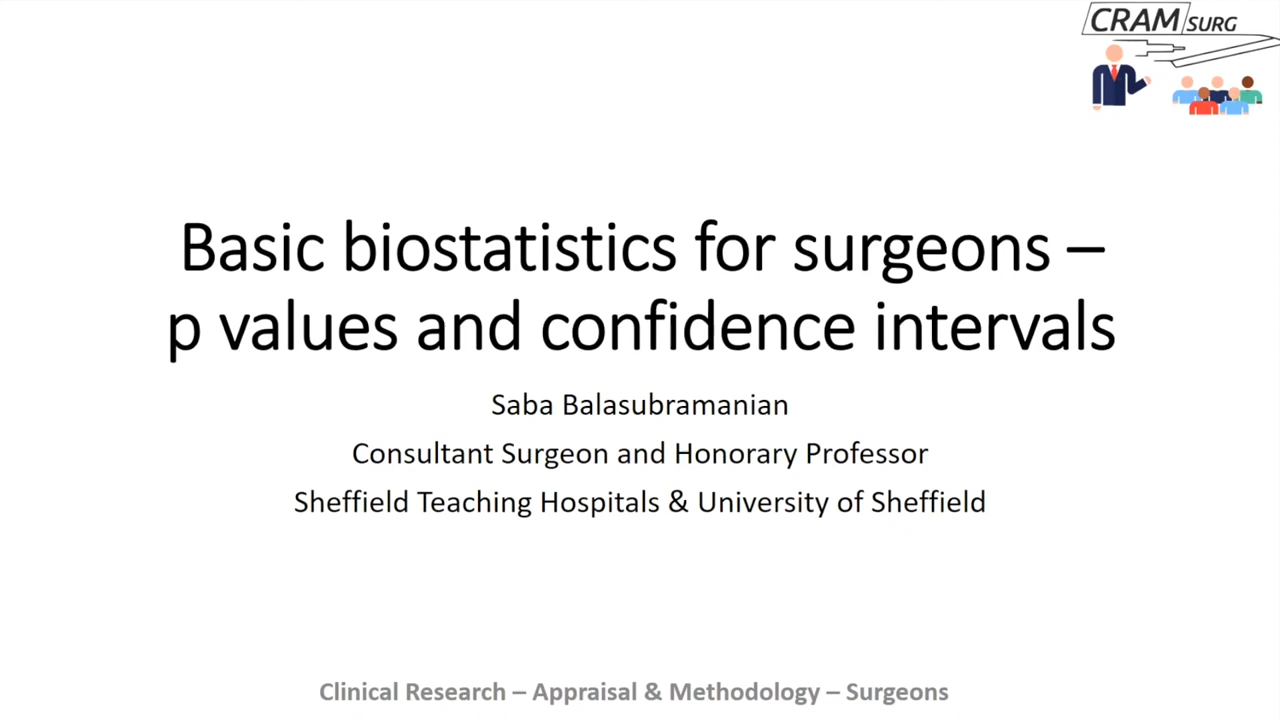 CRAM SURG
Basic biostatistics for surgeons –
p values and confidence intervals
Saba Balasubramanian
Consultant Surgeon and Honorary Professor
Sheffield Teaching Hospitals & University of Sheffield
Clinical Research – Appraisal & Methodology – Surgeons